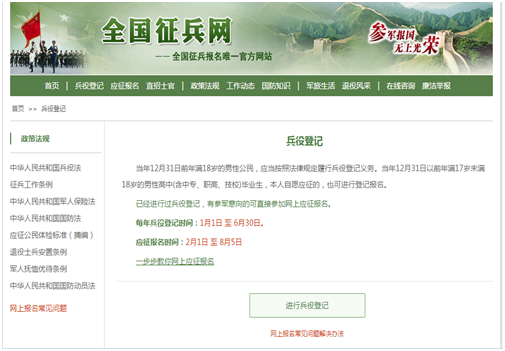 全国征兵网
—— 全国征兵报名唯一官方网站
参军报国
无上光荣
首页 | 兵役登记 应征报名 直招士官 | 政策法规 工作动态 国防知识 | 军旅生活 退役风采 | 在线咨询 廉洁举报
首页 >> 兵役登记
政策法规
中华人民共和国兵役法
征兵工作条例
中华人民共和国军人保险法
中华人民共和国国防法
应征公民体检标准（摘编）
退役士兵安置条例
军人抚恤优待条例
中华人民共和国国防动员法
网上报名常见问题
兵役登记
当年12月31日前年满18岁的男性公民，应当按照法律规定履行兵役登记义务。当年12月31日以前年满17岁未满
18岁的男性高中(含中专、职高、技校)毕业生，本人自愿应征的，也可进行登记报名。
已经进行过兵役登记，有参军意向的可直接参加网上应征报名。
每年兵役登记时间：1月1日 至 6月30日。
应征报名时间：2月1日 至 8月5日
一步步教你网上应征报名
进行兵役登记
网上报名常见问题解决办法